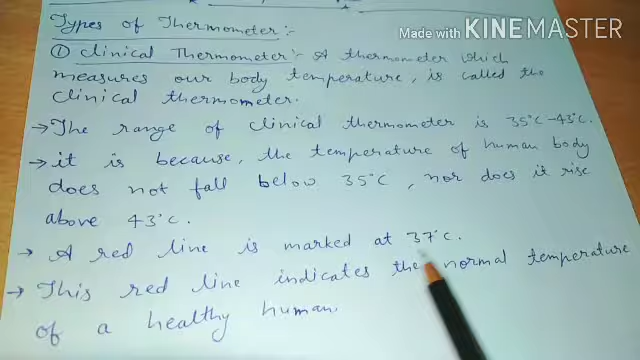 Made with KINEMASTER
Types of Thermometer:-
① Clinical Thermometer:- A thermometer which
measures our body temperature, is called the
clinical thermometer.
→ The range of clinical thermometer is 35°C-43°C.
→ it is because, the temperature of human body
does not fall below 35°C, nor does it rise
above 43°C.
→ A red line is marked at 37°C.
→ This red line indicates the normal temperature
of a healthy human.